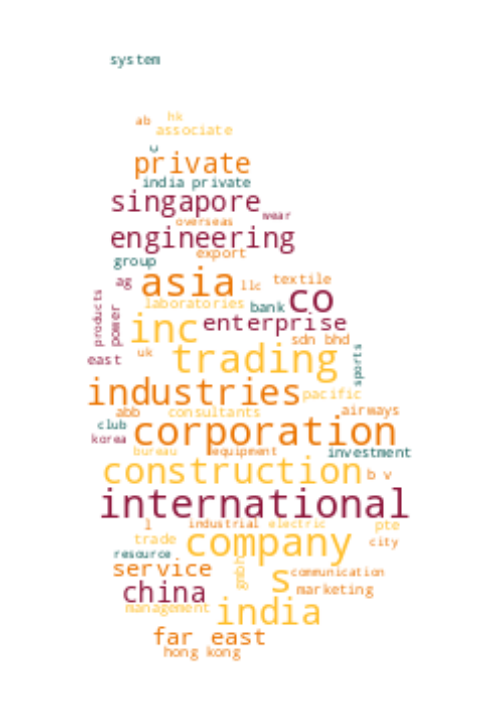 system
ab hk
associate
v
private
india private
singapore wear
overseas
engineering
group export
ag asia llc textile
laboratories bank co
products power inc enterprise
sdn bhd
east uk trading sports
industries pacific
abb consultants airways
club corporation
korea
bureau equipment investment
construction b v
international
l industrial electric pte
trade company city
resource
service gmbh s communication
china marketing
management india
far east
hong kong